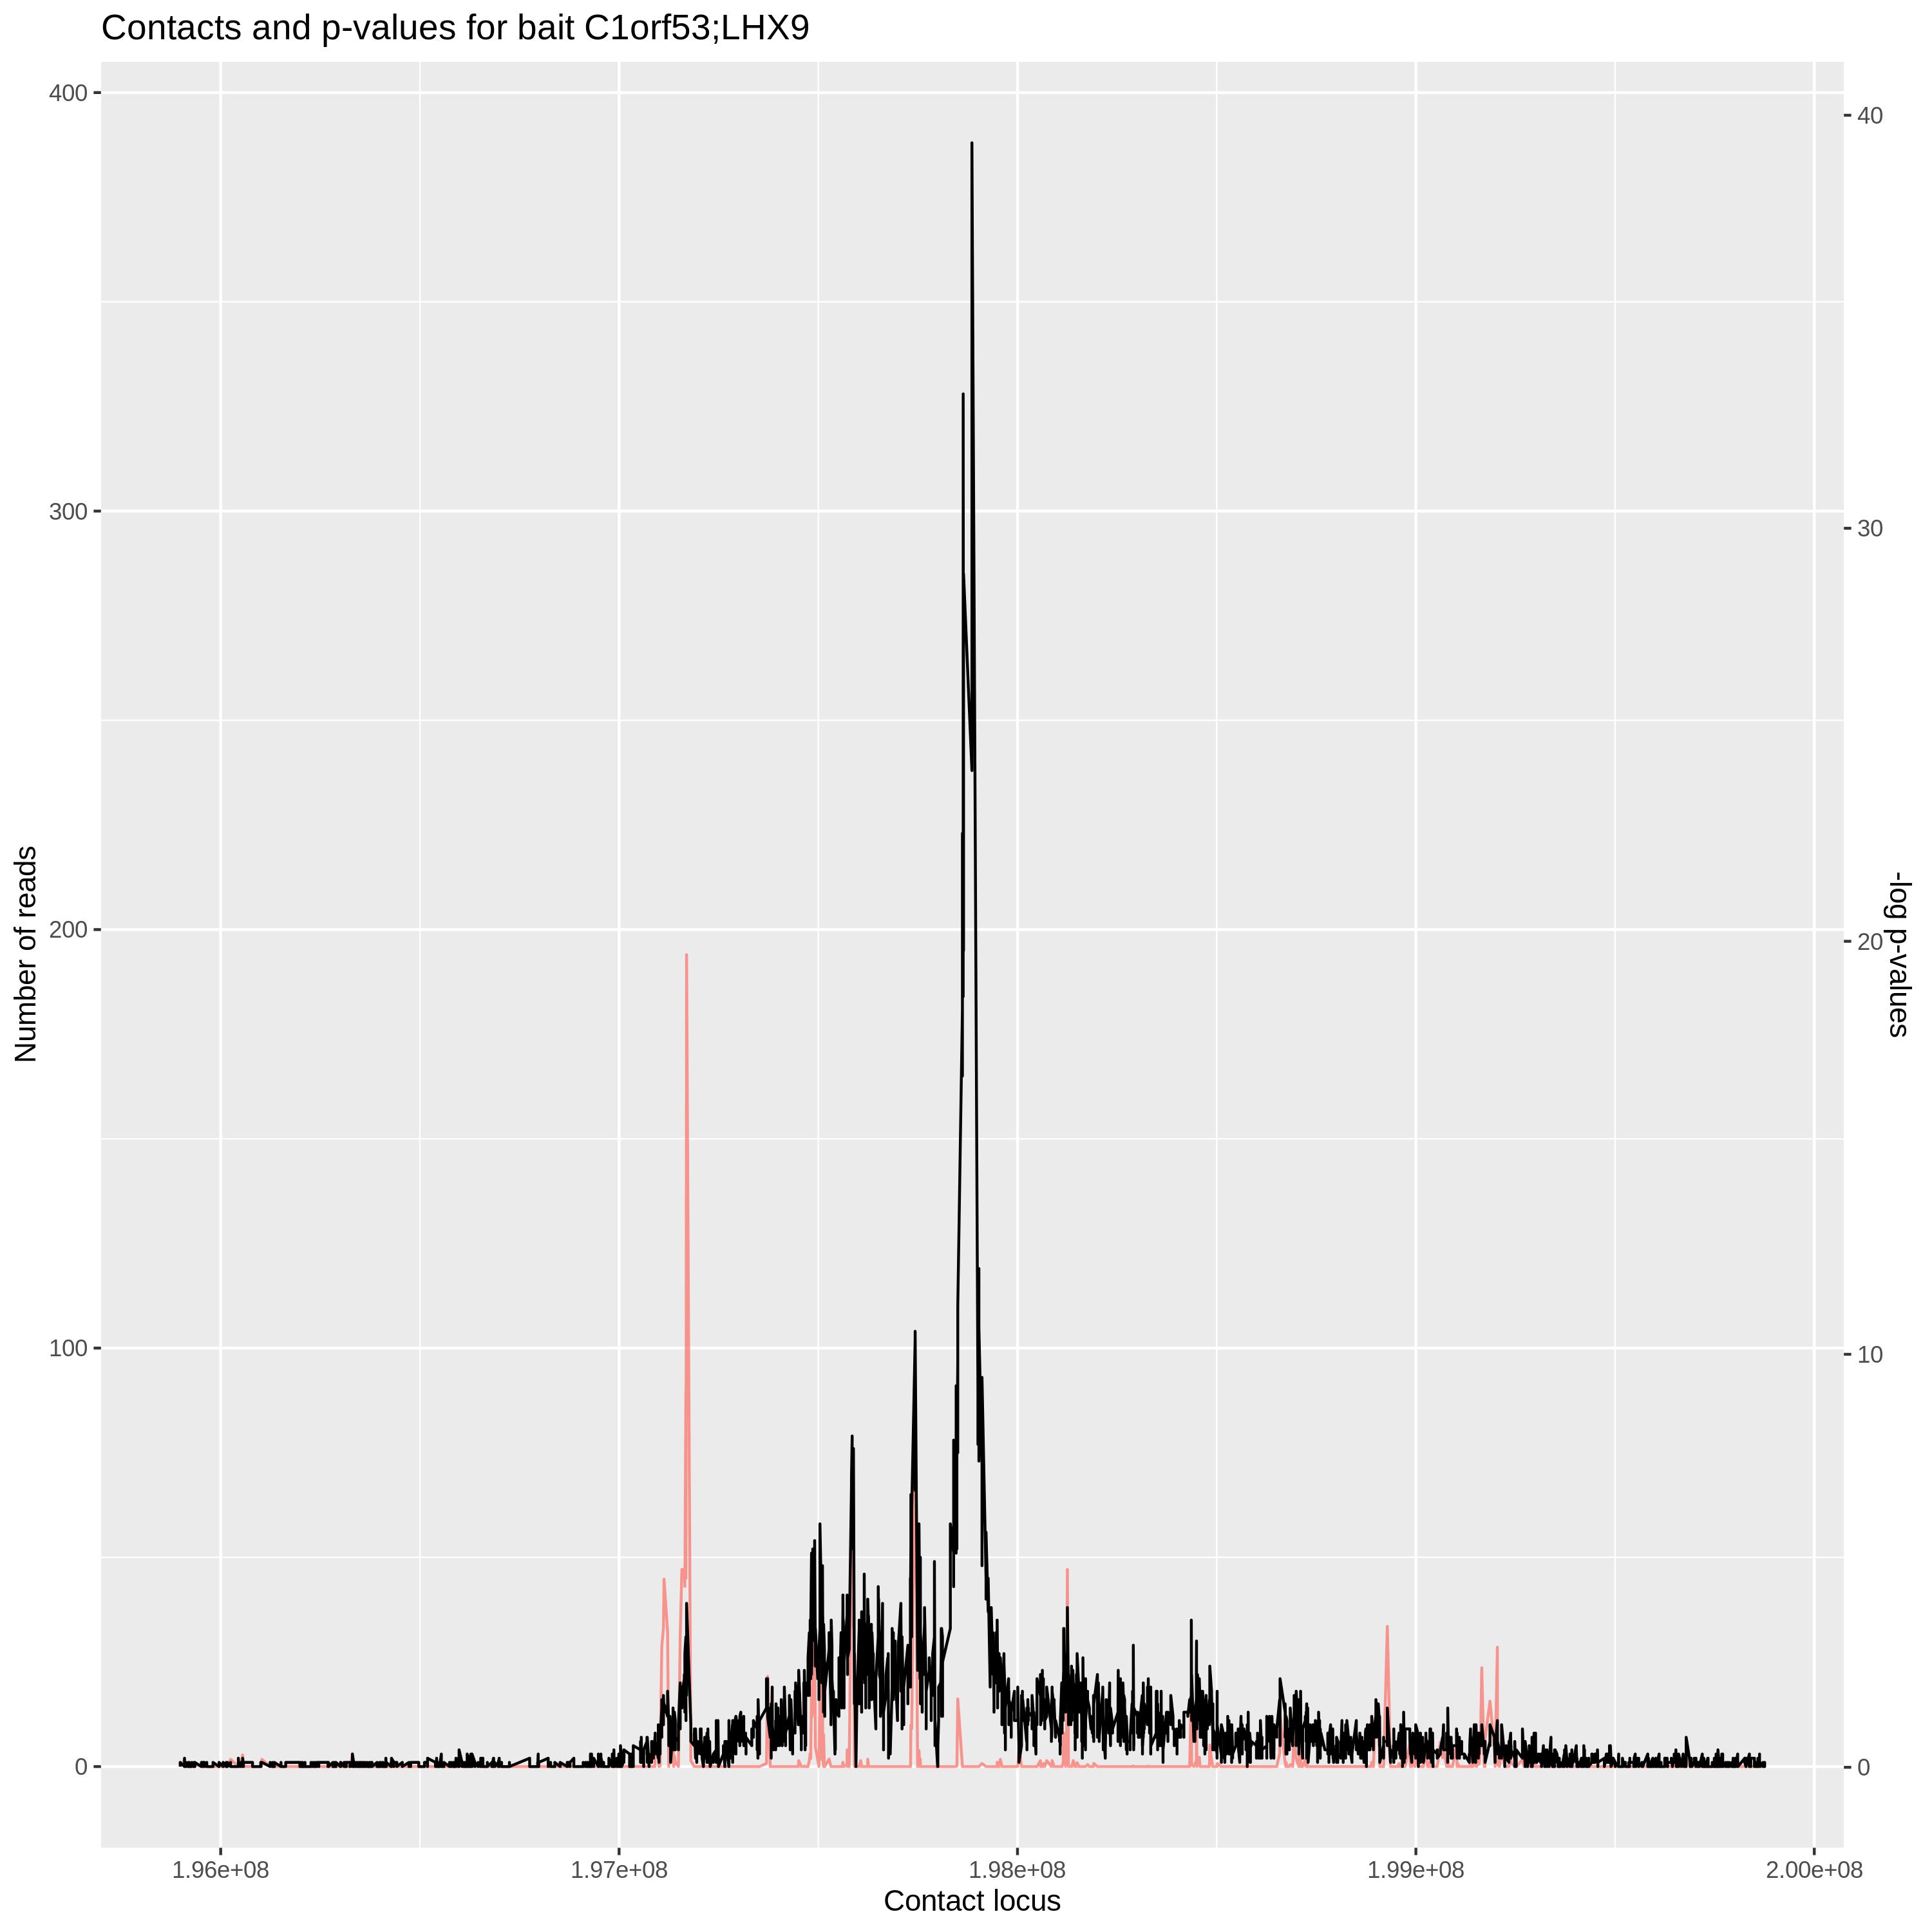 Contacts and p-values for bait C1orf53;LHX9
400
300
200
100
0
Number of reads
40
30
20
10
0
-log p-values
1.96e+08
1.97e+08
1.98e+08
1.99e+08
2.00e+08
Contact locus